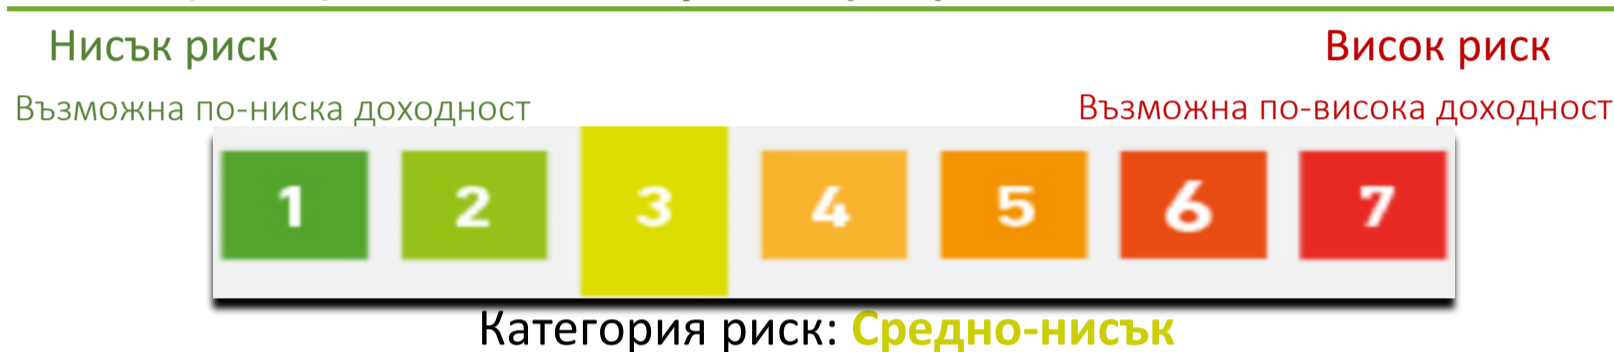 Нисък риск Висок риск
Възможна по-ниска доходност Възможна по-висока доходност
1 2 3 4 5 6 7
Категория риск: Средно-нисък